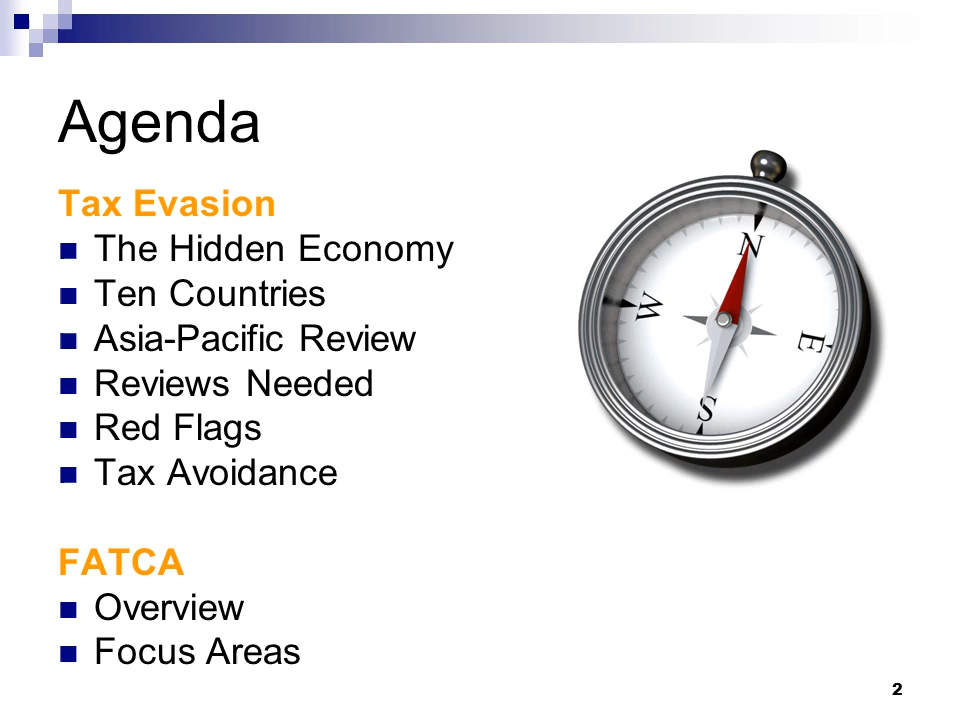 Agenda
Tax Evasion
The Hidden Economy
Ten Countries
Asia-Pacific Review
Reviews Needed
Red Flags
Tax Avoidance
FATCA
Overview
Focus Areas
N
W
E
S
2